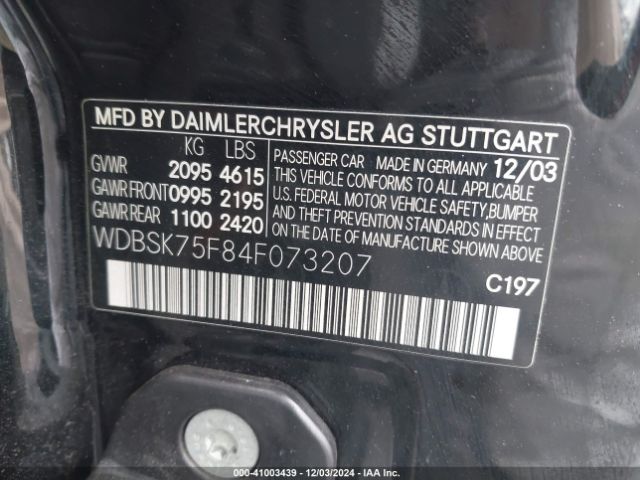 MFD BY DAIMLERCHRYSLER AG STUTTGART
KG LBS
GVWR 2095 4615
GAWR FRONT 0995 2195
GAWR REAR 1100 2420
PASSENGER CAR MADE IN GERMANY 12/03
THIS VEHICLE CONFORMS TO ALL APPLICABLE
U.S. FEDERAL MOTOR VEHICLE SAFETY, BUMPER
AND THEFT PREVENTION STANDARDS IN EFFECT
ON THE DATE OF MANUFACTURE SHOWN ABOVE
WDBSK75F84F073207
C197
000-41003439 - 12/03/2024 - IAA Inc.